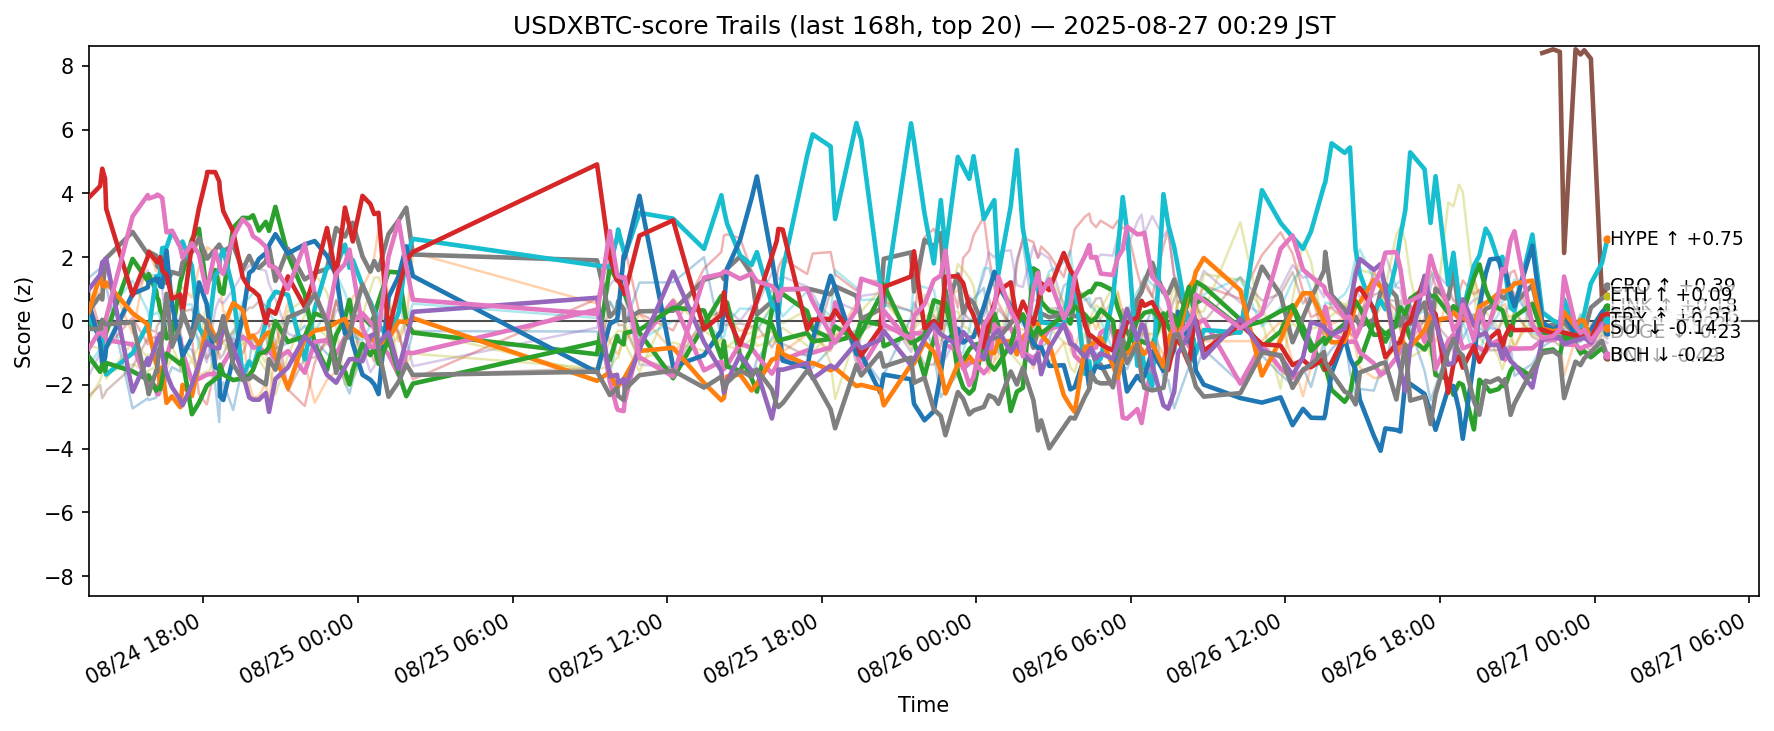 USDXBTC-score Trails (last 168h, top 20) — 2025-08-27 00:29 JST
8
6
4
2
0
−2
−4
−6
−8
Score (z)
HYPE ↑ +0.75
CRO ↑ +0.39
ETH ↑ +0.09
SUI ↓ -0.14
BCH ↓ -0.23
08/24 18:00
08/25 00:00
08/25 06:00
08/25 12:00
08/25 18:00
08/26 00:00
08/26 06:00
08/26 12:00
08/26 18:00
08/27 00:00
08/27 06:00
Time